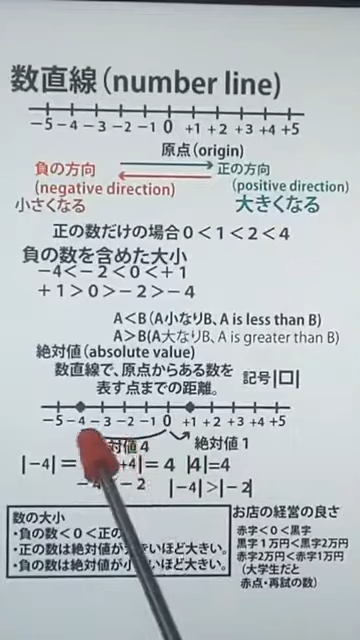 数直線(number line)
-5 -4 -3 -2 -1 0 +1 +2 +3 +4 +5
原点(origin)
負の方向 正の方向
(negative direction) (positive direction)
小さくなる 大きくなる
正の数だけの場合0<1<2<4
負の数を含めた大小
-4<-2<0<+1
+1>0>-2>-4
A<B(A小なりB、A is less than B)
A>B(A大なりB、A is greater than B)
絶対値(absolute value)
数直線で、原点からある数を
表す点までの距離。 記号|□|
-5 -4 -3 -2 -1 0 +1 +2 +3 +4 +5
対値4 絶対値1
|-4|= +4|=4 |4|=4
-2 |-4|>|-2|
数の大小
・負の数<0<正の
・正の数は絶対値が いほど大きい。
・負の数は絶対値が いほど大きい。
お店の経営の良さ
赤字<0<黒字
黒字1万円<黒字2万円
赤字2万円<赤字1万円
(大学生だと
赤点・再試の数)